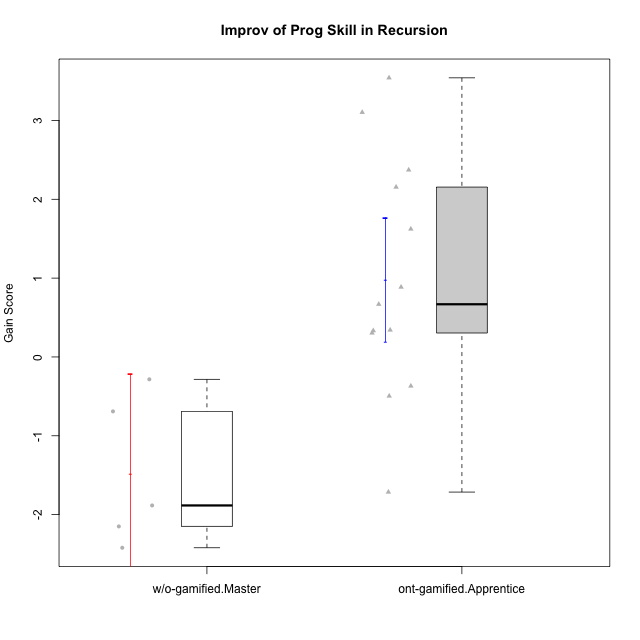 Improv of Prog Skill in Recursion
Gain Score
3
2
1
0
-1
-2
w/o-gamified.Master
ont-gamified.Apprentice